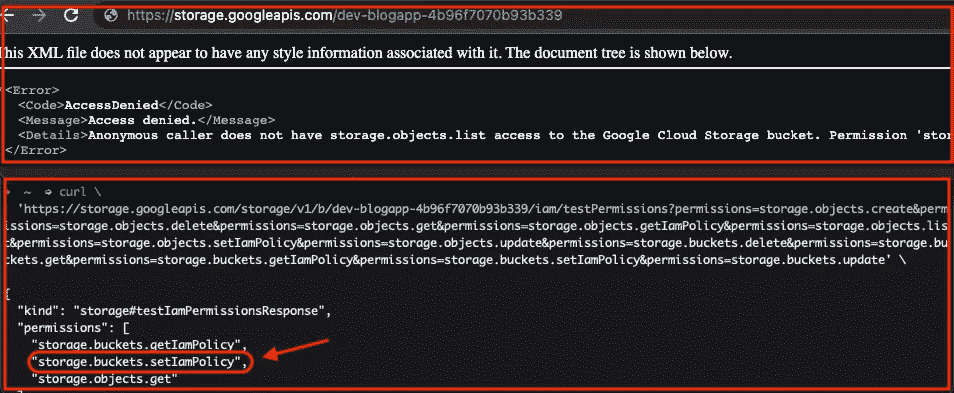 https://storage.googleapis.com/dev-blogapp-4b96f7070b93b339
This XML file does not appear to have any style information associated with it. The document tree is shown below.
<Error>
<Code>AccessDenied</Code>
<Message>Access denied.</Message>
<Details>Anonymous caller does not have storage.objects.list access to the Google Cloud Storage bucket. Permission 'stor
</Error>
~ ⇒ curl \
'https://storage.googleapis.com/storage/v1/b/dev-blogapp-4b96f7070b93b339/iam/testPermissions?permissions=storage.objects.create&perm
issions=storage.objects.delete&permissions=storage.objects.get&permissions=storage.objects.getIamPolicy&permissions=storage.objects.lis
t&permissions=storage.objects.setIamPolicy&permissions=storage.objects.update&permissions=storage.buckets.delete&permissions=storage.bu
ckets.get&permissions=storage.buckets.getIamPolicy&permissions=storage.buckets.setIamPolicy&permissions=storage.buckets.update' \
{
"kind": "storage#testIamPermissionsResponse",
"permissions": [
"storage.buckets.getIamPolicy",
"storage.buckets.setIamPolicy",
"storage.objects.get"
]